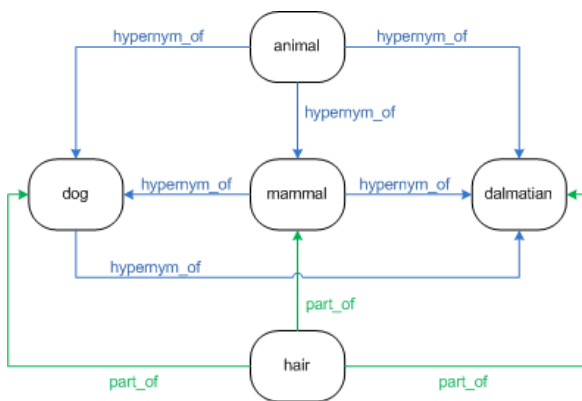 hypernym_of
animal
hypernym_of
hypernym_of
dog
hypernym_of
mammal
hypernym_of
dalmatian
hypernym_of
part_of
hair
part_of
part_of